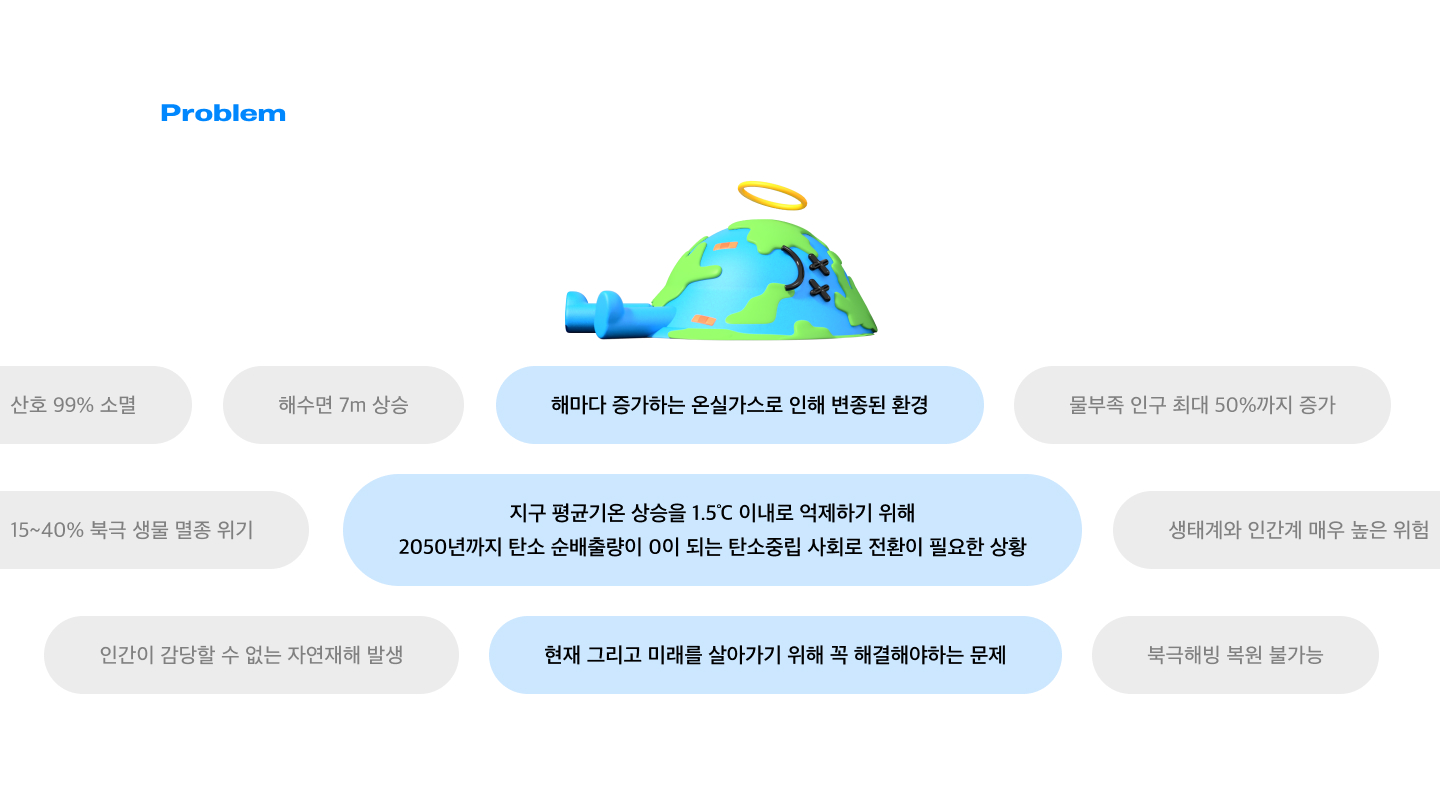 Problem
산호 99% 소멸
해수면 7m 상승
해마다 증가하는 온실가스로 인해 변종된 환경
물부족 인구 최대 50%까지 증가
15~40% 북극 생물 멸종 위기
지구 평균기온 상승을 1.5℃ 이내로 억제하기 위해
2050년까지 탄소 순배출량이 0이 되는 탄소중립 사회로 전환이 필요한 상황
생태계와 인간계 매우 높은 위험
인간이 감당할 수 없는 자연재해 발생
현재 그리고 미래를 살아가기 위해 꼭 해결해야하는 문제
북극해빙 복원 불가능